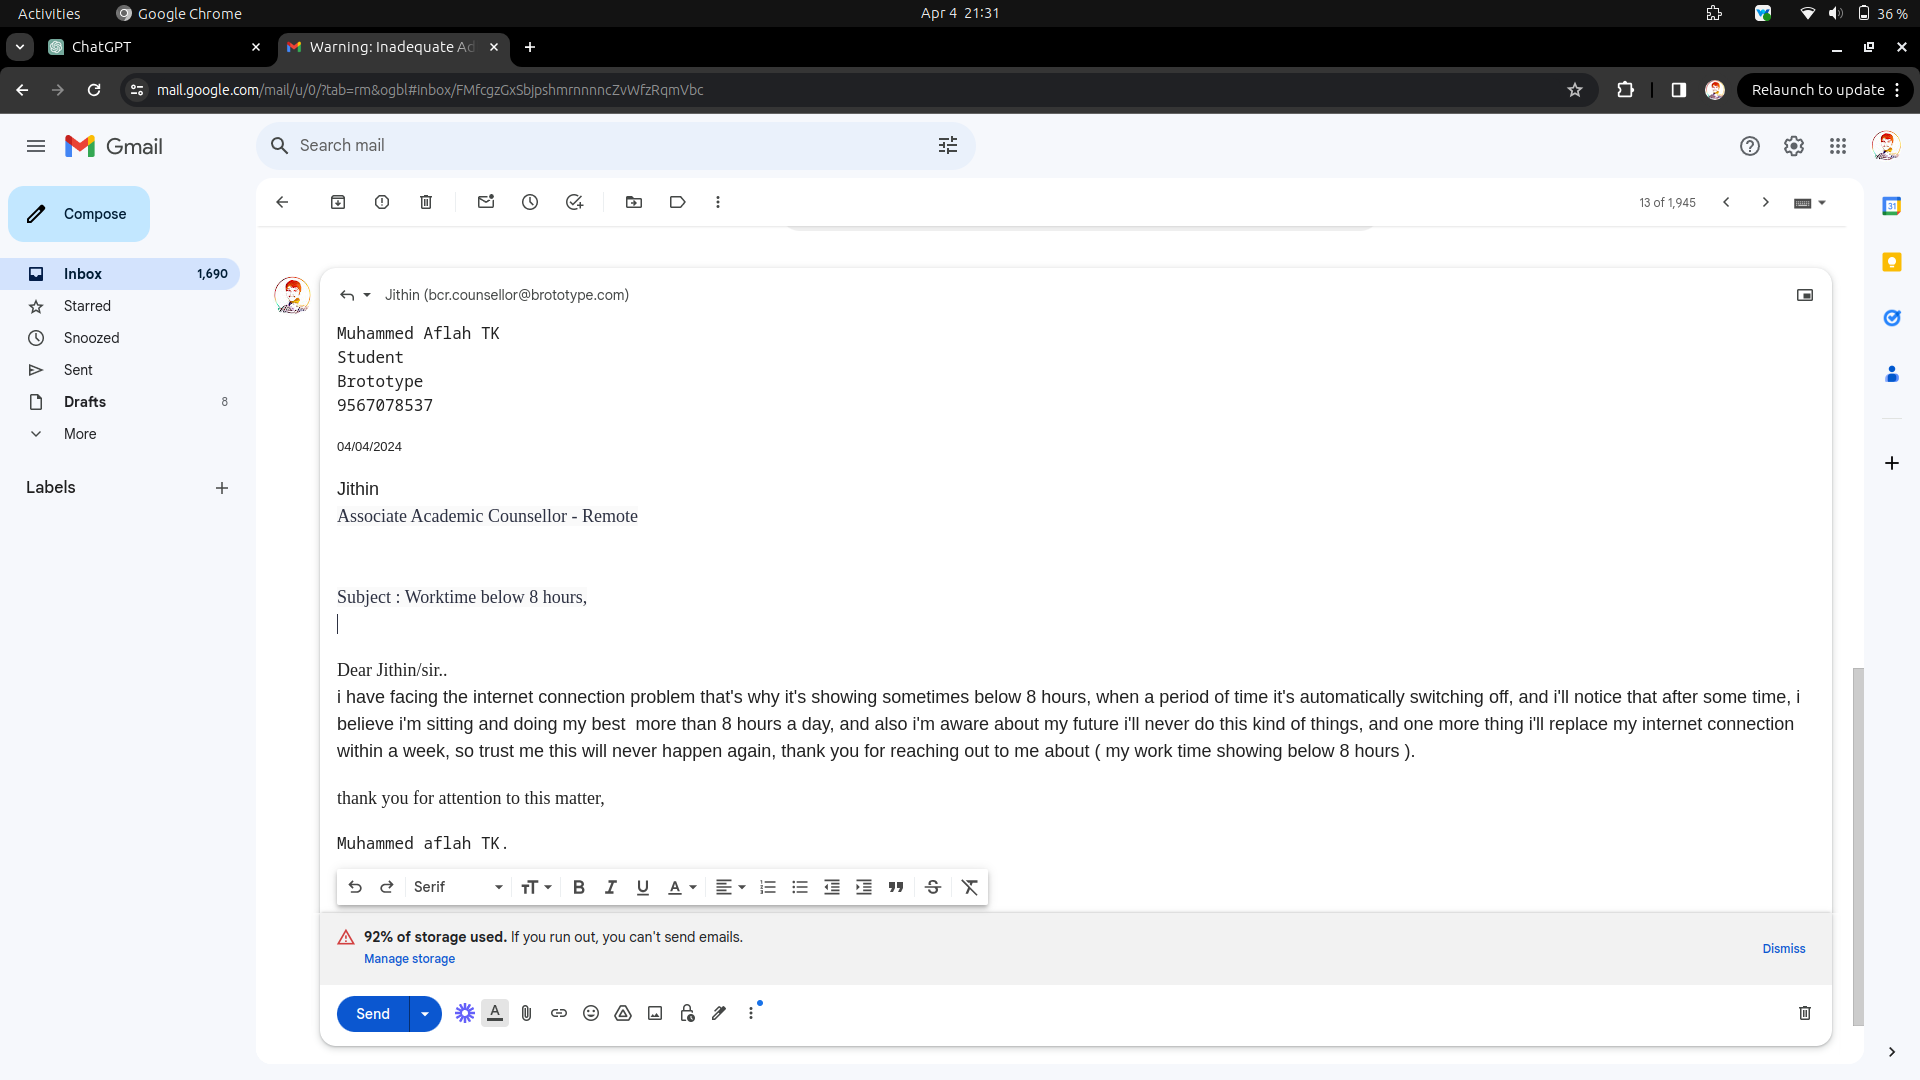 Activities
Google Chrome
Apr 4 21:31
36 %
ChatGPT
Warning: Inadequate Ad
mail.google.com/mail/u/0/?tab=rm&ogbl#inbox/FMfcgzGxSbjpshmrnnnncZvWfzRqmVbc
Relaunch to update
Gmail
Search mail
Compose
13 of 1,945
Inbox 1,690
Starred
Snoozed
Sent
Drafts 8
More
Labels
31
Jithin (bcr.counsellor@brototype.com)
Muhammed Aflah TK
Student
Brototype
9567078537
04/04/2024
Jithin
Associate Academic Counsellor - Remote
Subject : Worktime below 8 hours,
Dear Jithin/sir..
i have facing the internet connection problem that's why it's showing sometimes below 8 hours, when a period of time it's automatically switching off, and i'll notice that after some time, i
believe i'm sitting and doing my best  more than 8 hours a day, and also i'm aware about my future i'll never do this kind of things, and one more thing i'll replace my internet connection
within a week, so trust me this will never happen again, thank you for reaching out to me about ( my work time showing below 8 hours ).
thank you for attention to this matter,
Muhammed aflah TK.
Serif
92% of storage used. If you run out, you can't send emails.
Manage storage
Dismiss
Send